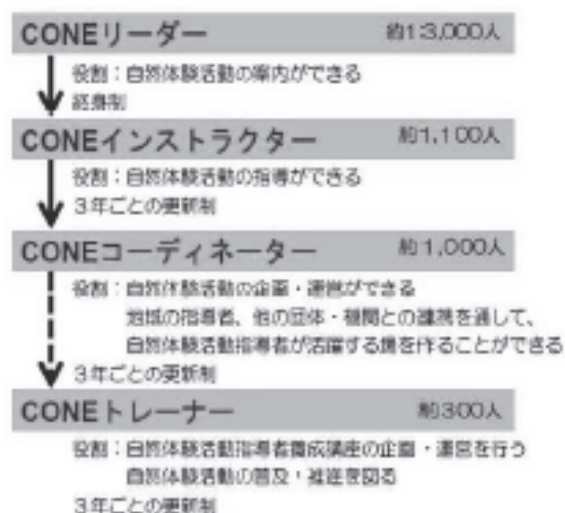 CONEリーダー 約13,000人
役割：自然体験活動の案内ができる
終身制
CONEインストラクター 約1,100人
役割：自然体験活動の指導ができる
3年ごとの更新制
CONEコーディネーター 約1,000人
役割：自然体験活動の企画・運営ができる
地域の指導者、他の団体・機関との連携を通して、
自然体験活動指導者が活躍する場を作ることができる
3年ごとの更新制
CONEトレーナー 約300人
役割：自然体験活動指導者養成講座の企画・運営を行う
自然体験活動の普及・推進を図る
3年ごとの更新制